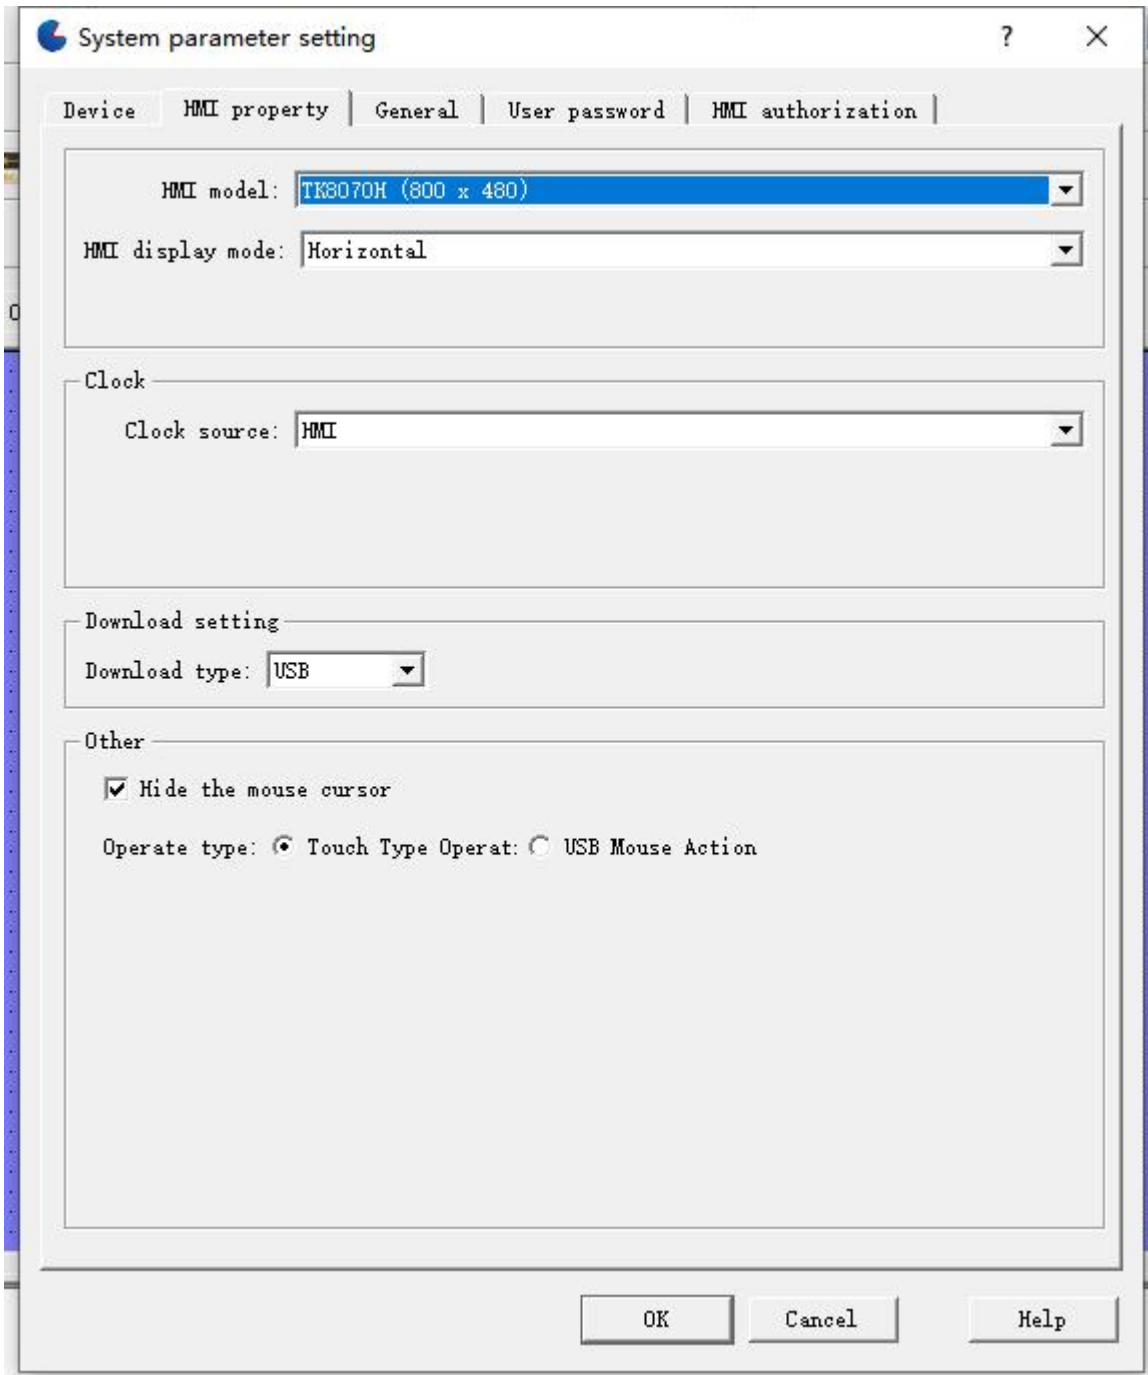 System parameter setting
Device HMI property General User password HMI authorization
HMI model: TK8070H (800 x 480)
HMI display mode: Horizontal
Clock
Clock source: HMI
Download setting
Download type: USB
Other
Hide the mouse cursor
Operate type: Touch Type Operat: USB Mouse Action
OK Cancel Help